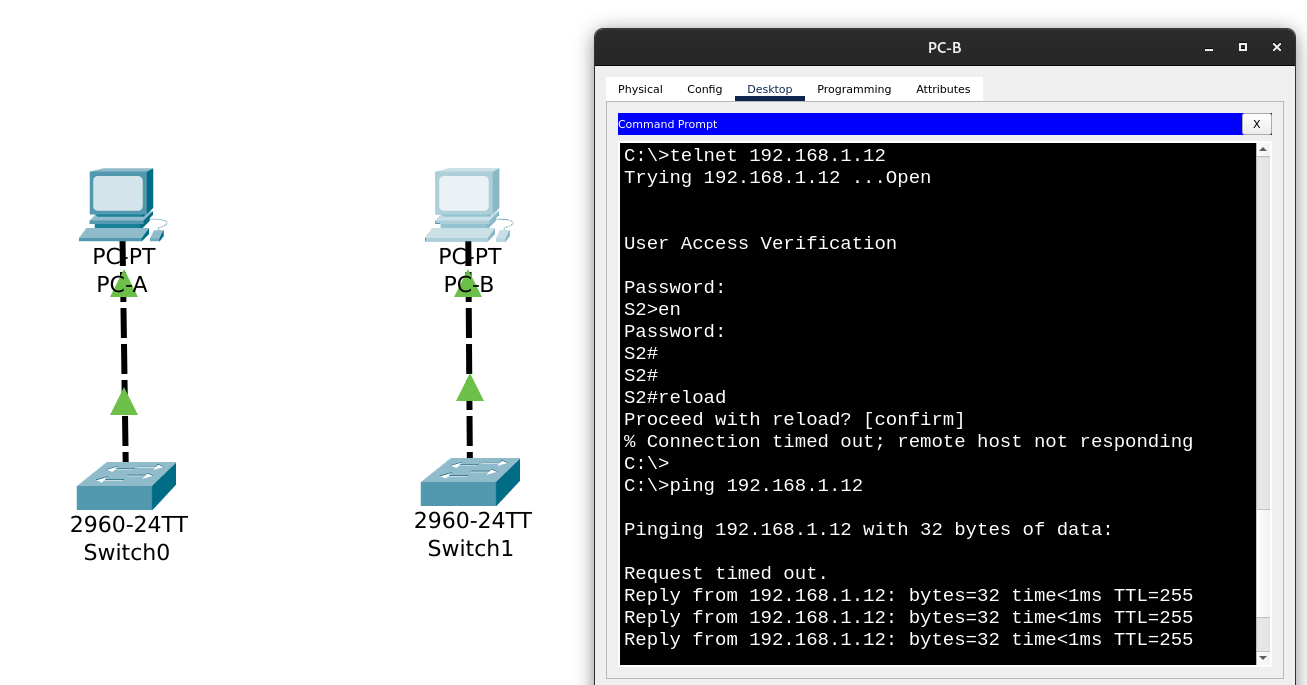 PC-PT
PC-A
2960-24TT
Switch0
PC-PT
PC-B
2960-24TT
Switch1
PC-B
Physical Config Desktop Programming Attributes
Command Prompt X
C:\>telnet 192.168.1.12
Trying 192.168.1.12 ...Open
User Access Verification
Password:
S2>en
Password:
S2#
S2#
S2#reload
Proceed with reload? [confirm]
% Connection timed out; remote host not responding
C:\>
C:\>ping 192.168.1.12
Pinging 192.168.1.12 with 32 bytes of data:
Request timed out.
Reply from 192.168.1.12: bytes=32 time<1ms TTL=255
Reply from 192.168.1.12: bytes=32 time<1ms TTL=255
Reply from 192.168.1.12: bytes=32 time<1ms TTL=255